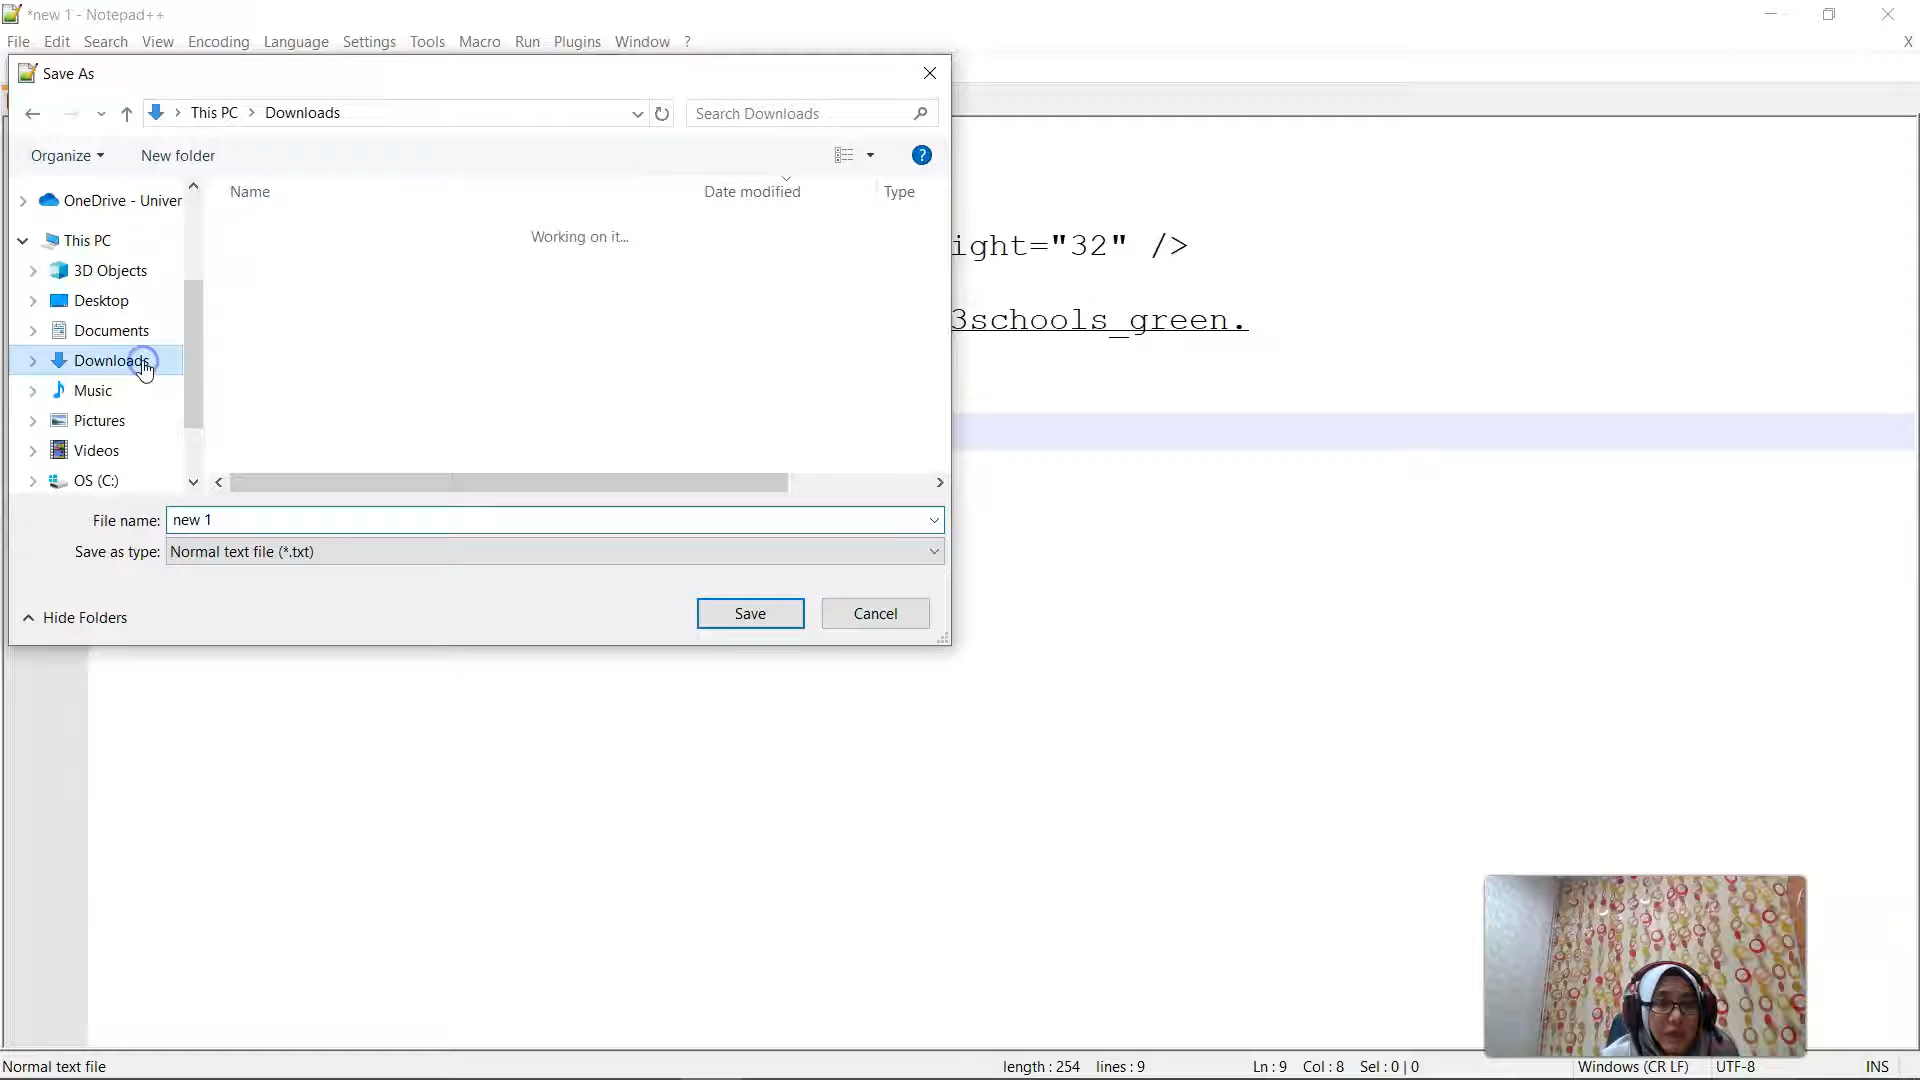 *new 1 - Notepad++
File Edit Search View Encoding Language Settings Tools Macro Run Plugins Window ? X
Save As
This PC > Downloads
Search Downloads
Organize
New folder
Name Date modified Type
OneDrive - Univer
This PC
3D Objects
Desktop
Documents
Downloads
Music
Pictures
Videos
OS (C:)
Working on it...
ight="32" />
3schools_green.
File name: new 1
Save as type: Normal text file (*.txt)
Hide Folders
Save
Cancel
Normal text file
length : 254 lines : 9
Ln : 9 Col : 8 Sel : 0 | 0
Windows (CR LF)
UTF-8
INS